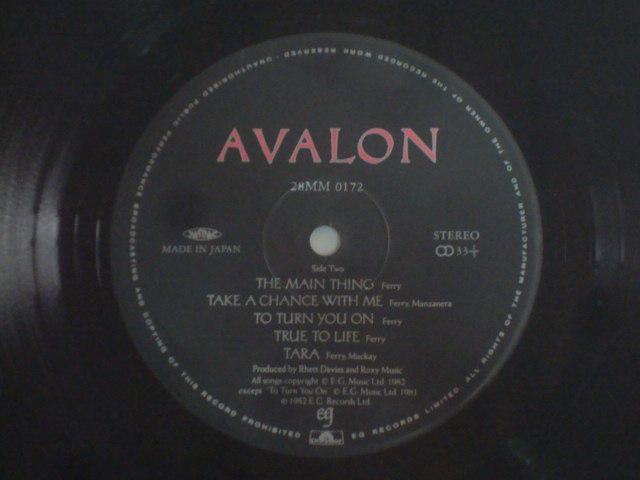 AVALON
28MM 0172
MADE IN JAPAN
STEREO
33
Side Two
THE MAIN THING Ferry
TAKE A CHANCE WITH ME Ferry, Manzanera
TO TURN YOU ON Ferry
TRUE TO LIFE Ferry
TARA Ferry, Mackay
Produced by Rhett Davies and Roxy Music
All songs copyright © E.G. Music Ltd. 1982
except "To Turn You On" © E.G. Music Ltd. 1981
℗ 1982 E.G. Records Ltd.
eg
EG RECORDS LIMITED. ALL RIGHTS OF THE MANUFACTURER AND OF THE OWNER OF THE RECORDED WORK RESERVED · UNAUTHORISED PUBLIC PERFORMANCE BROADCASTING AND COPYING OF THIS RECORD PROHIBITED